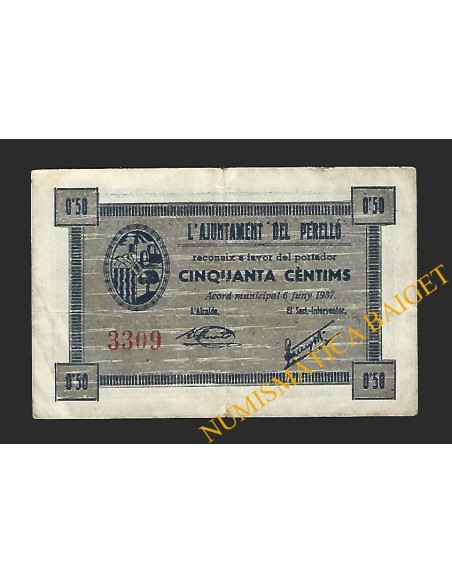 0'50 0'50
L'AJUNTAMENT DEL PERELLÓ
reconeix a favor del portador
CINQUANTA CÈNTIMS
Acord municipal 6 juny 1937.
L'Alcalde, El Secr.-Interventor,
3309
0'50 0'50
NUMISMÀTICA BAIGET